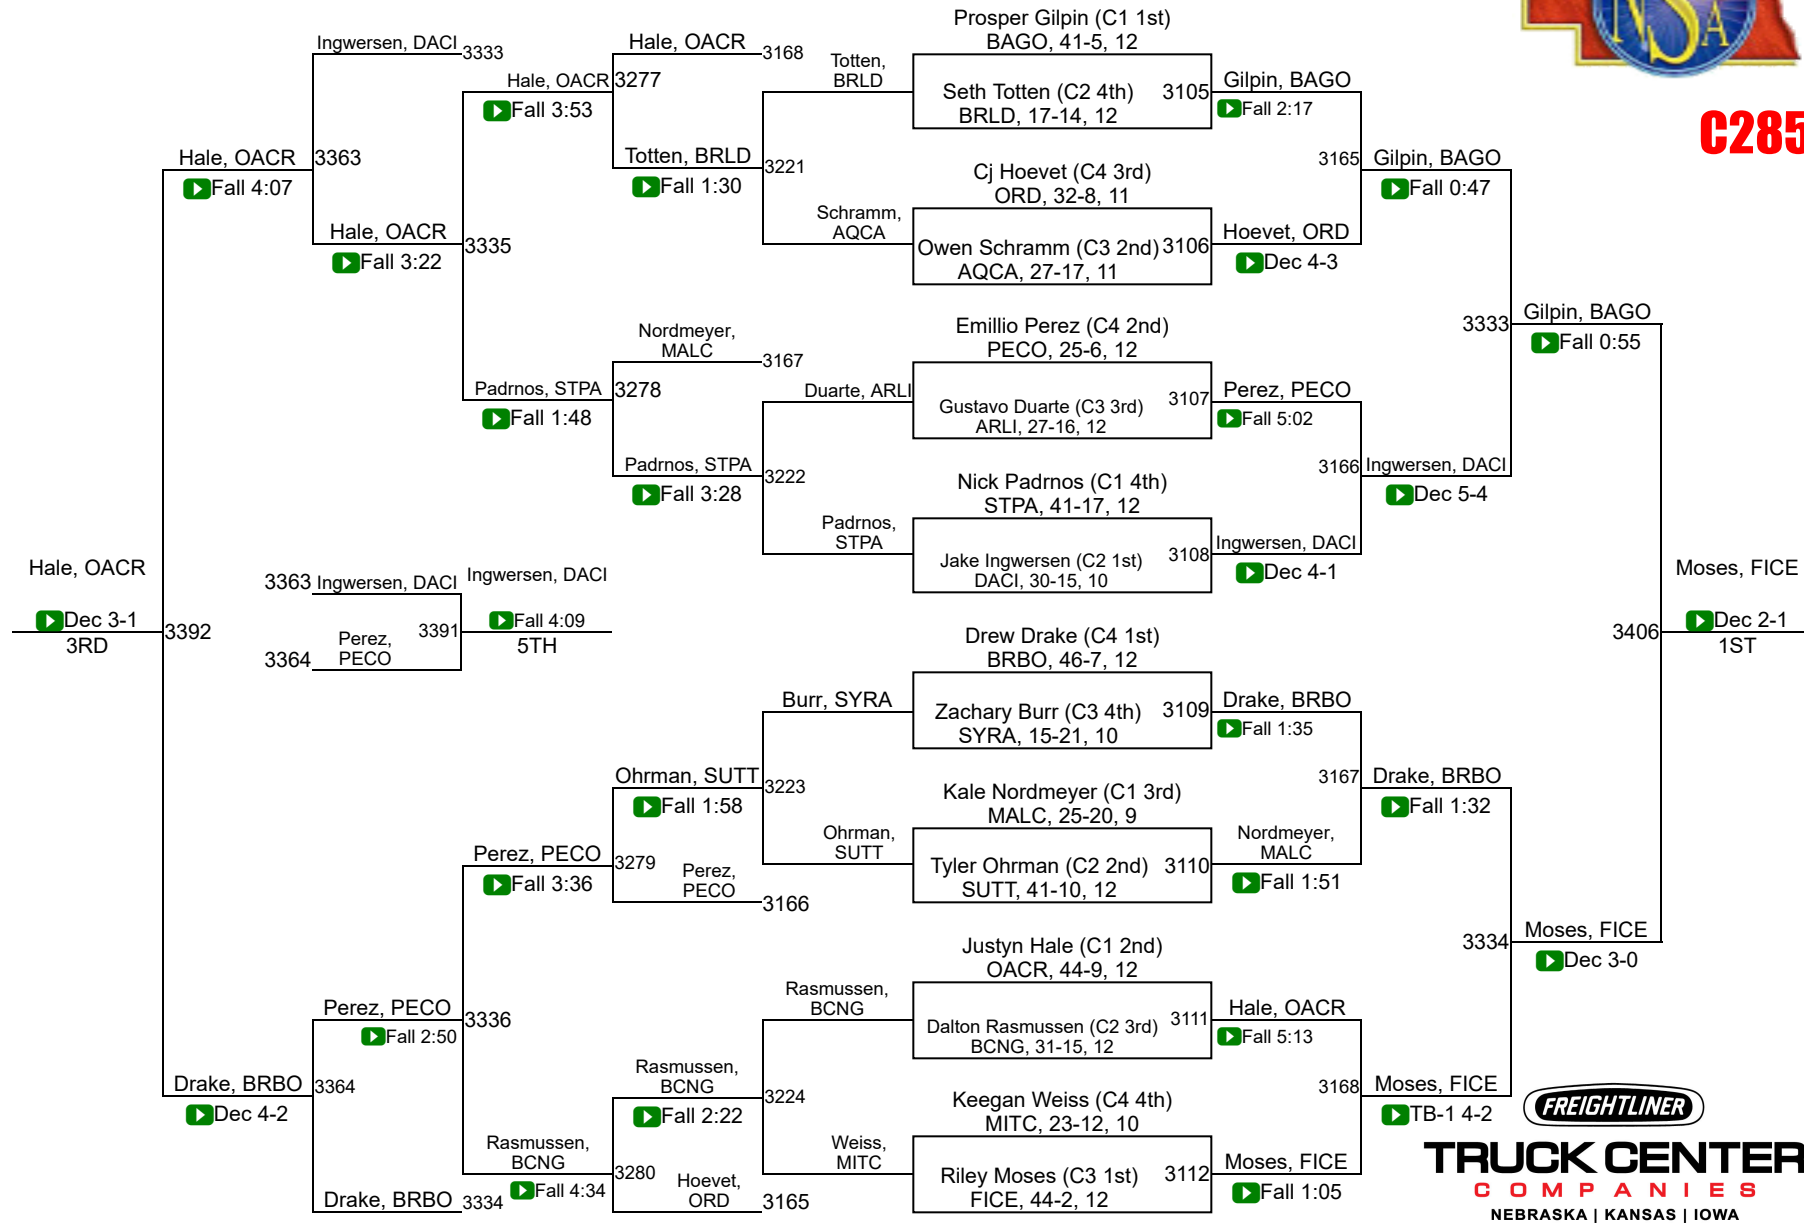 Prosper Gilpin (C1 1st)
BAGO, 41-5, 12
Seth Totten (C2 4th)
BRLD, 17-14, 12
3105
Cj Hoevet (C4 3rd)
ORD, 32-8, 11
Owen Schramm (C3 2nd)
AQCA, 27-17, 11
3106
Emillio Perez (C4 2nd)
PECO, 25-6, 12
Gustavo Duarte (C3 3rd)
ARLI, 27-16, 12
3107
Nick Padrnos (C1 4th)
STPA, 41-17, 12
Jake Ingwersen (C2 1st)
DACI, 30-15, 10
3108
Drew Drake (C4 1st)
BRBO, 46-7, 12
Zachary Burr (C3 4th)
SYRA, 15-21, 10
3109
Kale Nordmeyer (C1 3rd)
MALC, 25-20, 9
Tyler Ohrman (C2 2nd)
SUTT, 41-10, 12
3110
Justyn Hale (C1 2nd)
OACR, 44-9, 12
Dalton Rasmussen (C2 3rd)
BCNG, 31-15, 12
3111
Keegan Weiss (C4 4th)
MITC, 23-12, 10
Riley Moses (C3 1st)
FICE, 44-2, 12
3112
Gilpin, BAGO
Fall 2:17
3165
Hoevet, ORD
Dec 4-3
Perez, PECO
Fall 5:02
3166
Ingwersen, DACI
Dec 4-1
Drake, BRBO
Fall 1:35
3167
Nordmeyer,
MALC
Fall 1:51
Hale, OACR
Fall 5:13
3168
Moses, FICE
Fall 1:05
Gilpin, BAGO
Fall 0:47
3333
Ingwersen, DACI
Dec 5-4
Drake, BRBO
Fall 1:32
3334
Moses, FICE
TB-1 4-2
Gilpin, BAGO
Fall 0:55
3406
Moses, FICE
Dec 3-0
Moses, FICE
Dec 2-1
1ST
Totten,
BRLD
3221
Schramm,
AQCA
Duarte, ARLI
3222
Padrnos,
STPA
Burr, SYRA
3223
Ohrman,
SUTT
Rasmussen,
BCNG
3224
Weiss,
MITC
Hale, OACR
3168
3277
Totten, BRLD
Fall 1:30
Nordmeyer,
MALC
3167
3278
Padrnos, STPA
Fall 3:28
Ohrman, SUTT
Fall 1:58
3279
Perez,
PECO
3166
Rasmussen,
BCNG
Fall 2:22
3280
Hoevet,
ORD
3165
Hale, OACR
Fall 3:53
3335
Padrnos, STPA
Fall 1:48
Perez, PECO
Fall 3:36
3336
Rasmussen,
BCNG
Fall 4:34
Ingwersen, DACI
3333
3363
Hale, OACR
Fall 3:22
Perez, PECO
Fall 2:50
3364
Drake, BRBO
3334
Hale, OACR
Fall 4:07
3392
Drake, BRBO
Dec 4-2
Hale, OACR
Dec 3-1
3RD
3363
Ingwersen, DACI
3391
3364
Perez,
PECO
Ingwersen, DACI
Fall 4:09
5TH
NSA
C285
FREIGHTLINER
TRUCK CENTER
COMPANIES
NEBRASKA | KANSAS | IOWA